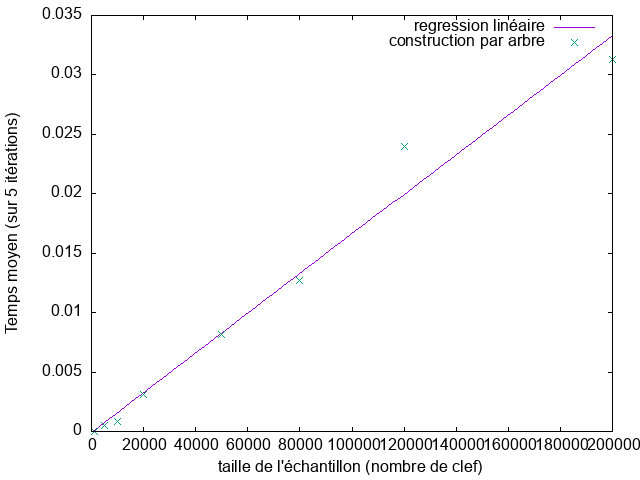 0.035
0.03
0.025
0.02
0.015
0.01
0.005
0
0 20000 40000 60000 80000 100000 120000 140000 160000 180000 200000
Temps moyen (sur 5 itérations)
taille de l'échantillon (nombre de clef)
regression linéaire
construction par arbre